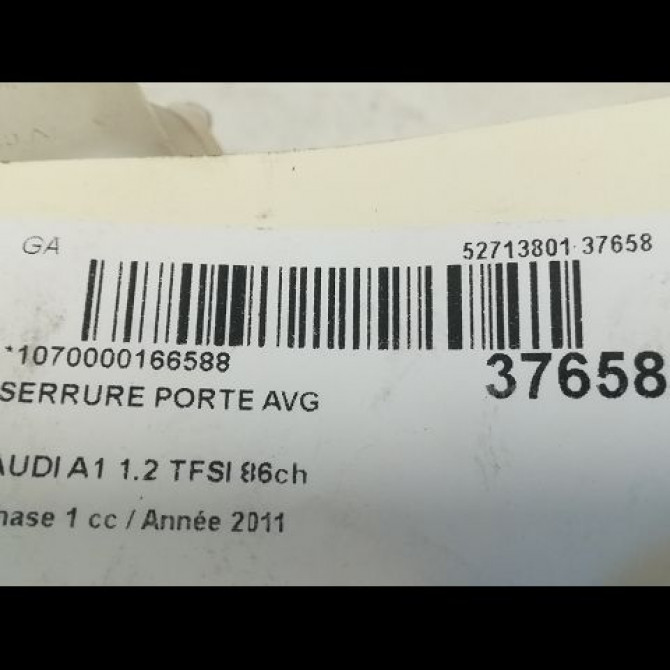 GA 52713801 37658
*1070000166588 37658
SERRURE PORTE AVG
AUDI A1 1.2 TFSI 86ch
hase 1 cc / Année 2011